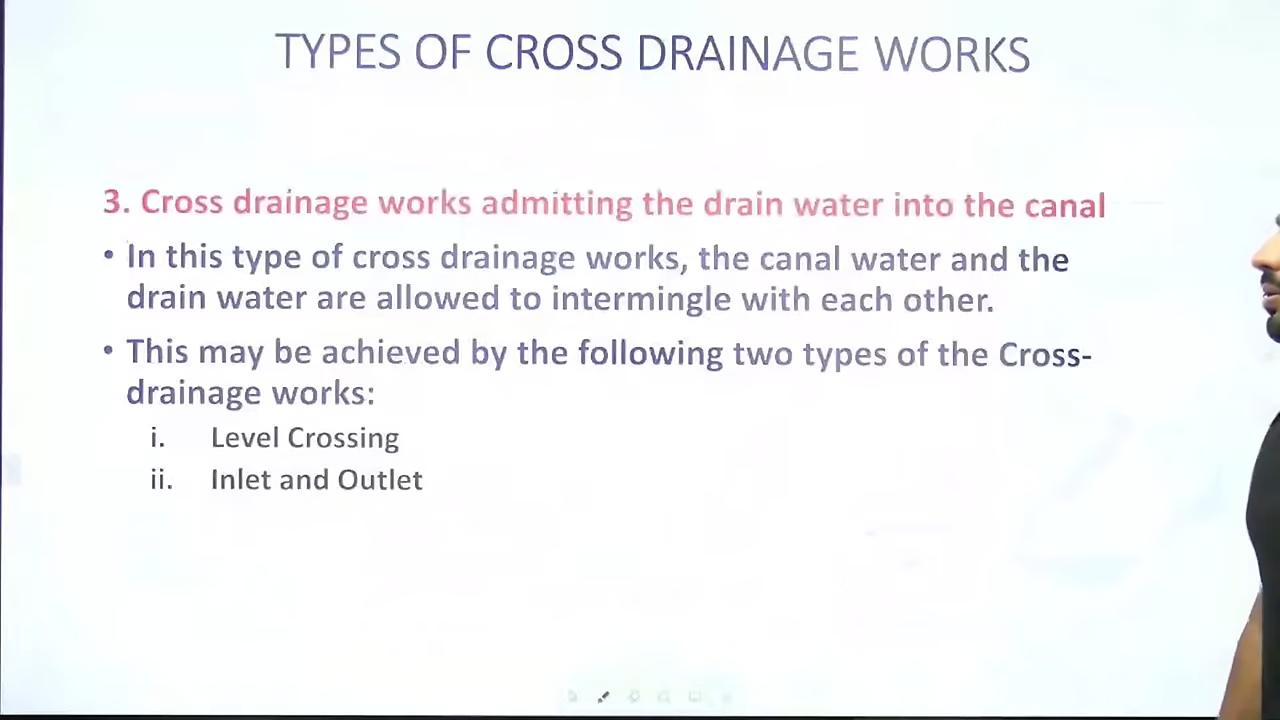 TYPES OF CROSS DRAINAGE WORKS
3. Cross drainage works admitting the drain water into the canal
• In this type of cross drainage works, the canal water and the
drain water are allowed to intermingle with each other.
• This may be achieved by the following two types of the Cross-
drainage works:
i. Level Crossing
ii. Inlet and Outlet